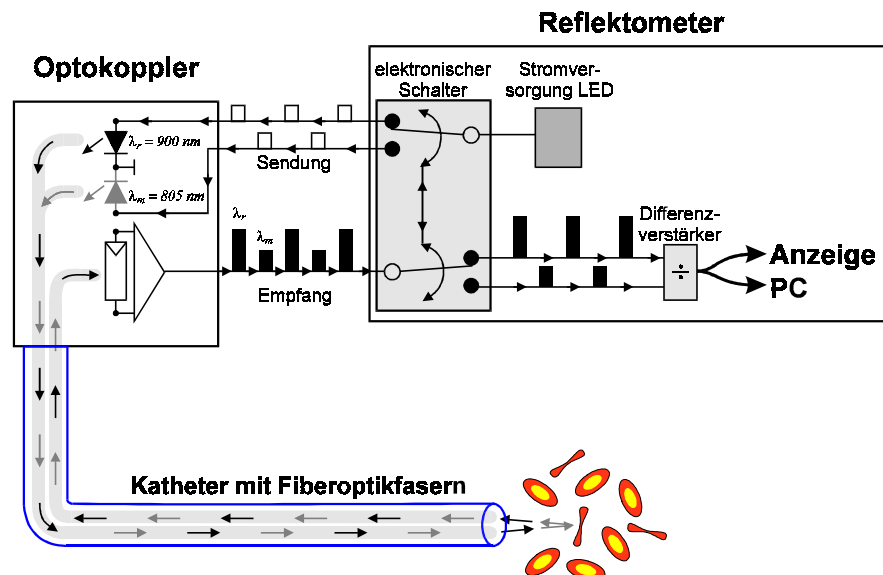 Reflektometer
Optokoppler
elektronischer
Schalter
Stromver-
sorgung LED
λr = 900 nm
Sendung
λm = 805 nm
λr
λm
Empfang
Differenz-
verstärker
÷
Anzeige
PC
Katheter mit Fiberoptikfasern